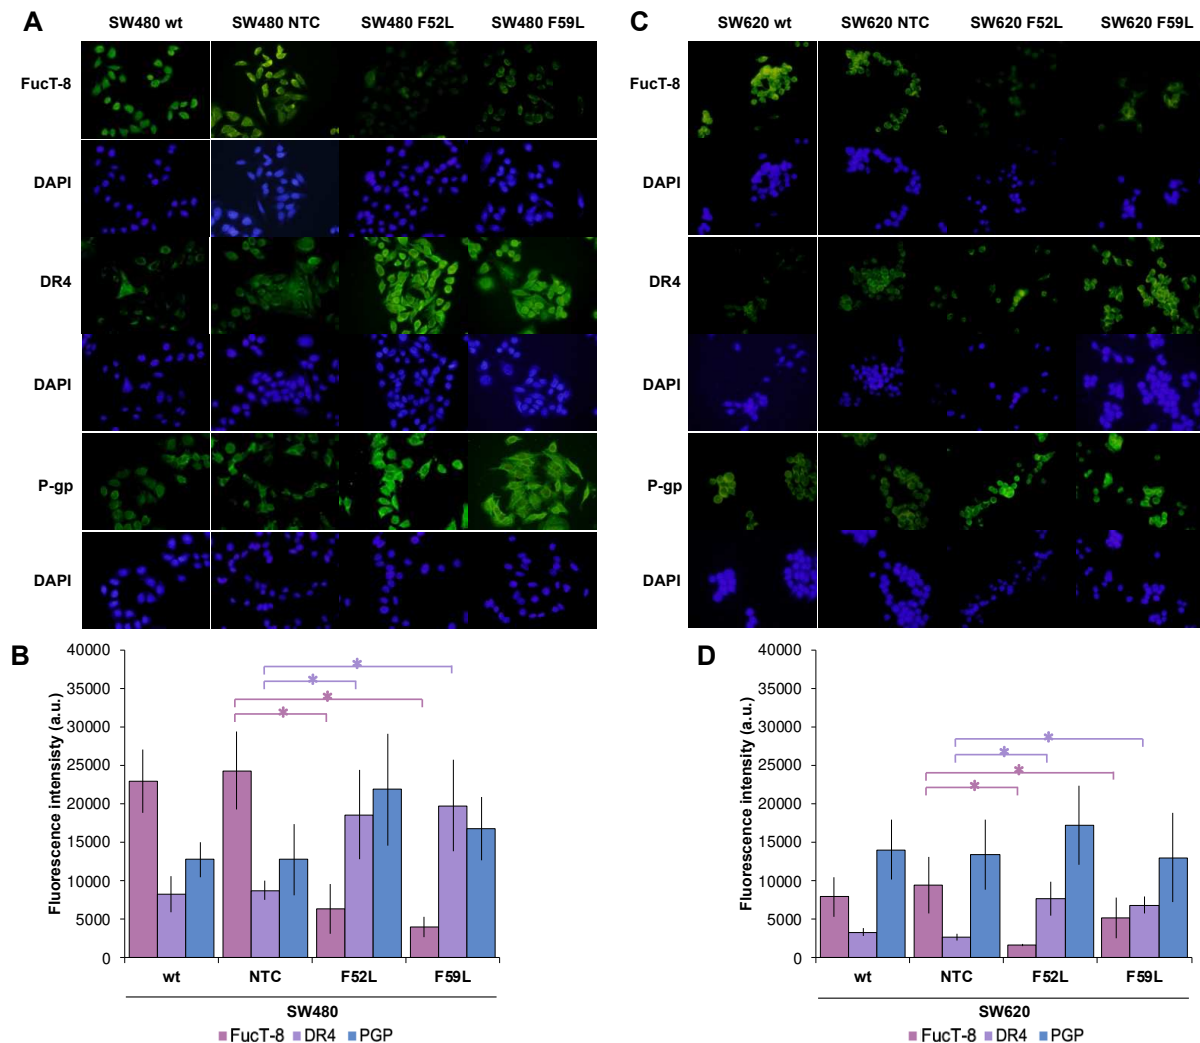 A
SW480 wt
SW480 NTC
SW480 F52L
SW480 F59L
FucT-8
DAPI
DR4
DAPI
P-gp
DAPI
C
SW620 wt
SW620 NTC
SW620 F52L
SW620 F59L
FucT-8
DAPI
DR4
DAPI
P-gp
DAPI
B
Fluorescence intensisty (a.u.)
40000
35000
30000
25000
20000
15000
10000
5000
0
*
*
*
*
wt
NTC
F52L
F59L
SW480
FucT-8 DR4 PGP
D
Fluorescence intensity (a.u.)
40000
35000
30000
25000
20000
15000
10000
5000
0
*
*
*
*
wt
NTC
F52L
F59L
SW620
FucT-8 DR4 PGP